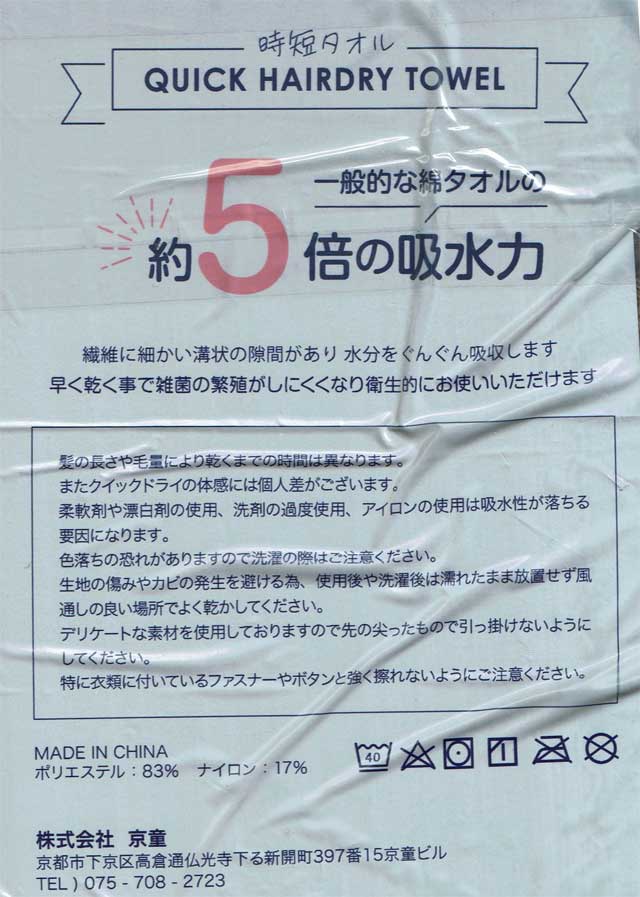 時短タオル
QUICK HAIRDRY TOWEL
一般的な綿タオルの
約5倍の吸水力
繊維に細かい溝状の隙間があり 水分をぐんぐん吸収します
早く乾く事で雑菌の繁殖がしにくくなり衛生的にお使いいただけます
髪の長さや毛量により乾くまでの時間は異なります。
またクイックドライの体感には個人差がございます。
柔軟剤や漂白剤の使用、洗剤の過度使用、アイロンの使用は吸水性が落ちる
要因になります。
色落ちの恐れがありますので洗濯の際はご注意ください。
生地の傷みやカビの発生を避ける為、使用後や洗濯後は濡れたまま放置せず風
通しの良い場所でよく乾かしてください。
デリケートな素材を使用しておりますので先の尖ったもので引っ掛けないように
してください。
特に衣類に付いているファスナーやボタンと強く擦れないようにご注意ください。
MADE IN CHINA
ポリエステル:83% ナイロン:17%
40
株式会社 京童
京都市下京区高倉通仏光寺下る新開町397番15京童ビル
TEL ) 075 - 708 - 2723